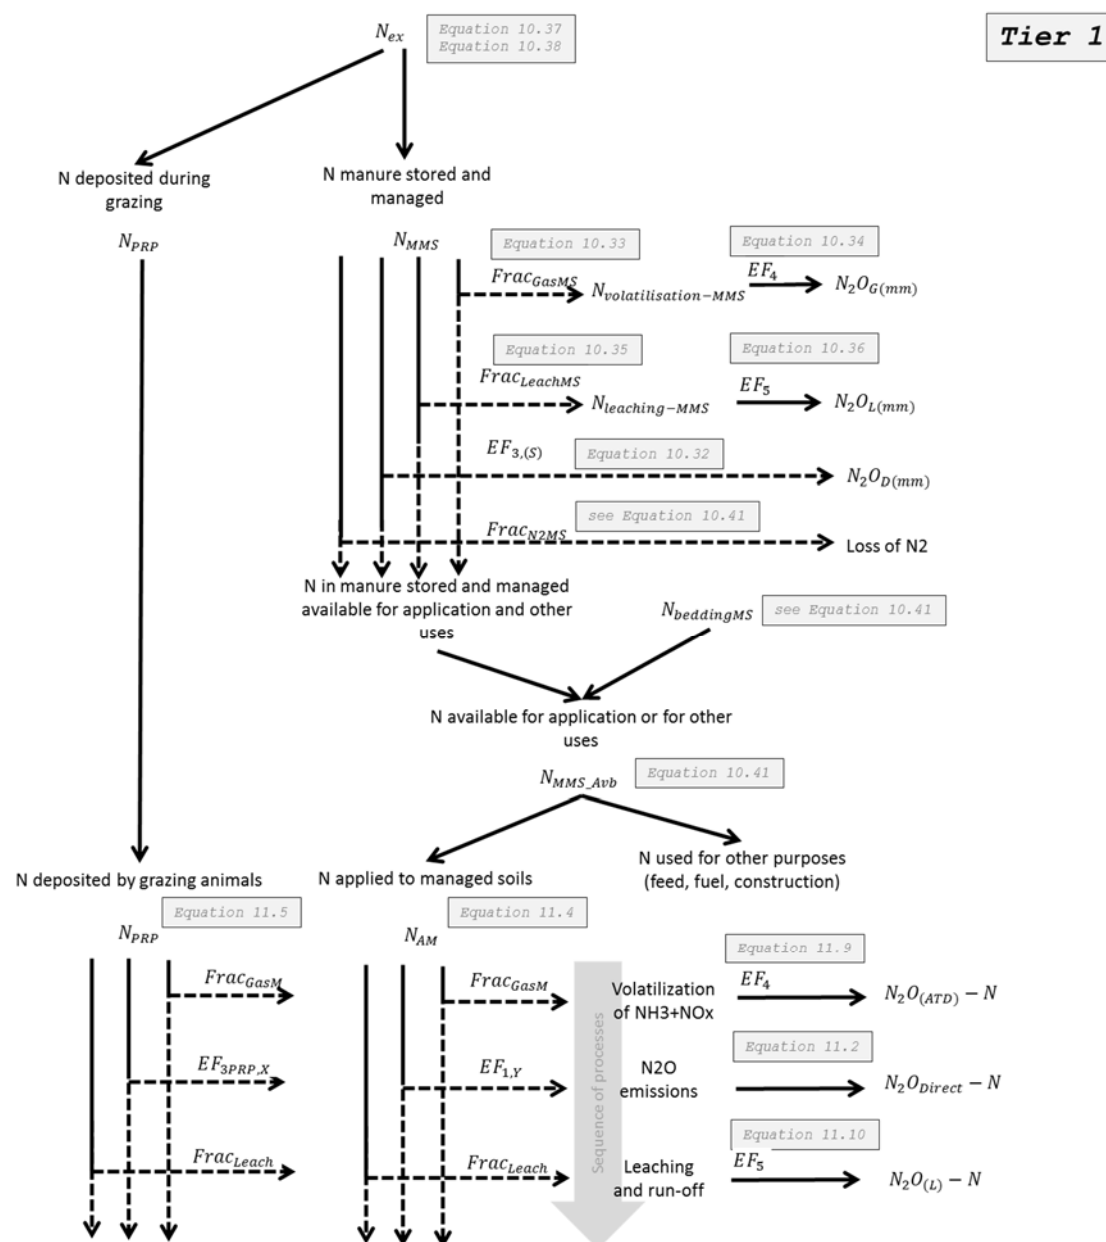 N_ex
Equation 10.37
Equation 10.38
Tier 1
N deposited during
grazing
N manure stored and
managed
N_PRP
N_MMS
Equation 10.33
Equation 10.34
Frac_GasMS
N_volatilisation-MMS
EF_4
N_2O_G(mm)
Equation 10.35
Equation 10.36
Frac_LeachMS
N_leaching-MMS
EF_5
N_2O_L(mm)
EF_3,(S)
Equation 10.32
N_2O_D(mm)
see Equation 10.41
Frac_N2MS
Loss of N2
N in manure stored and managed
available for application and other
uses
N_beddingMS
see Equation 10.41
N available for application or for other
uses
N_MMS_Avb
Equation 10.41
N deposited by grazing animals
N applied to managed soils
N used for other purposes
(feed, fuel, construction)
Equation 11.5
Equation 11.4
N_PRP
N_AM
Equation 11.9
Frac_GasM
Frac_GasM
Volatilization
of NH3+NOx
EF_4
N_2O_(ATD) − N
Equation 11.2
EF_3PRP,X
EF_1,Y
N2O
emissions
N_2O_Direct − N
Equation 11.10
Frac_Leach
Frac_Leach
Leaching
and run-off
EF_5
N_2O_(L) − N
Sequence of processes